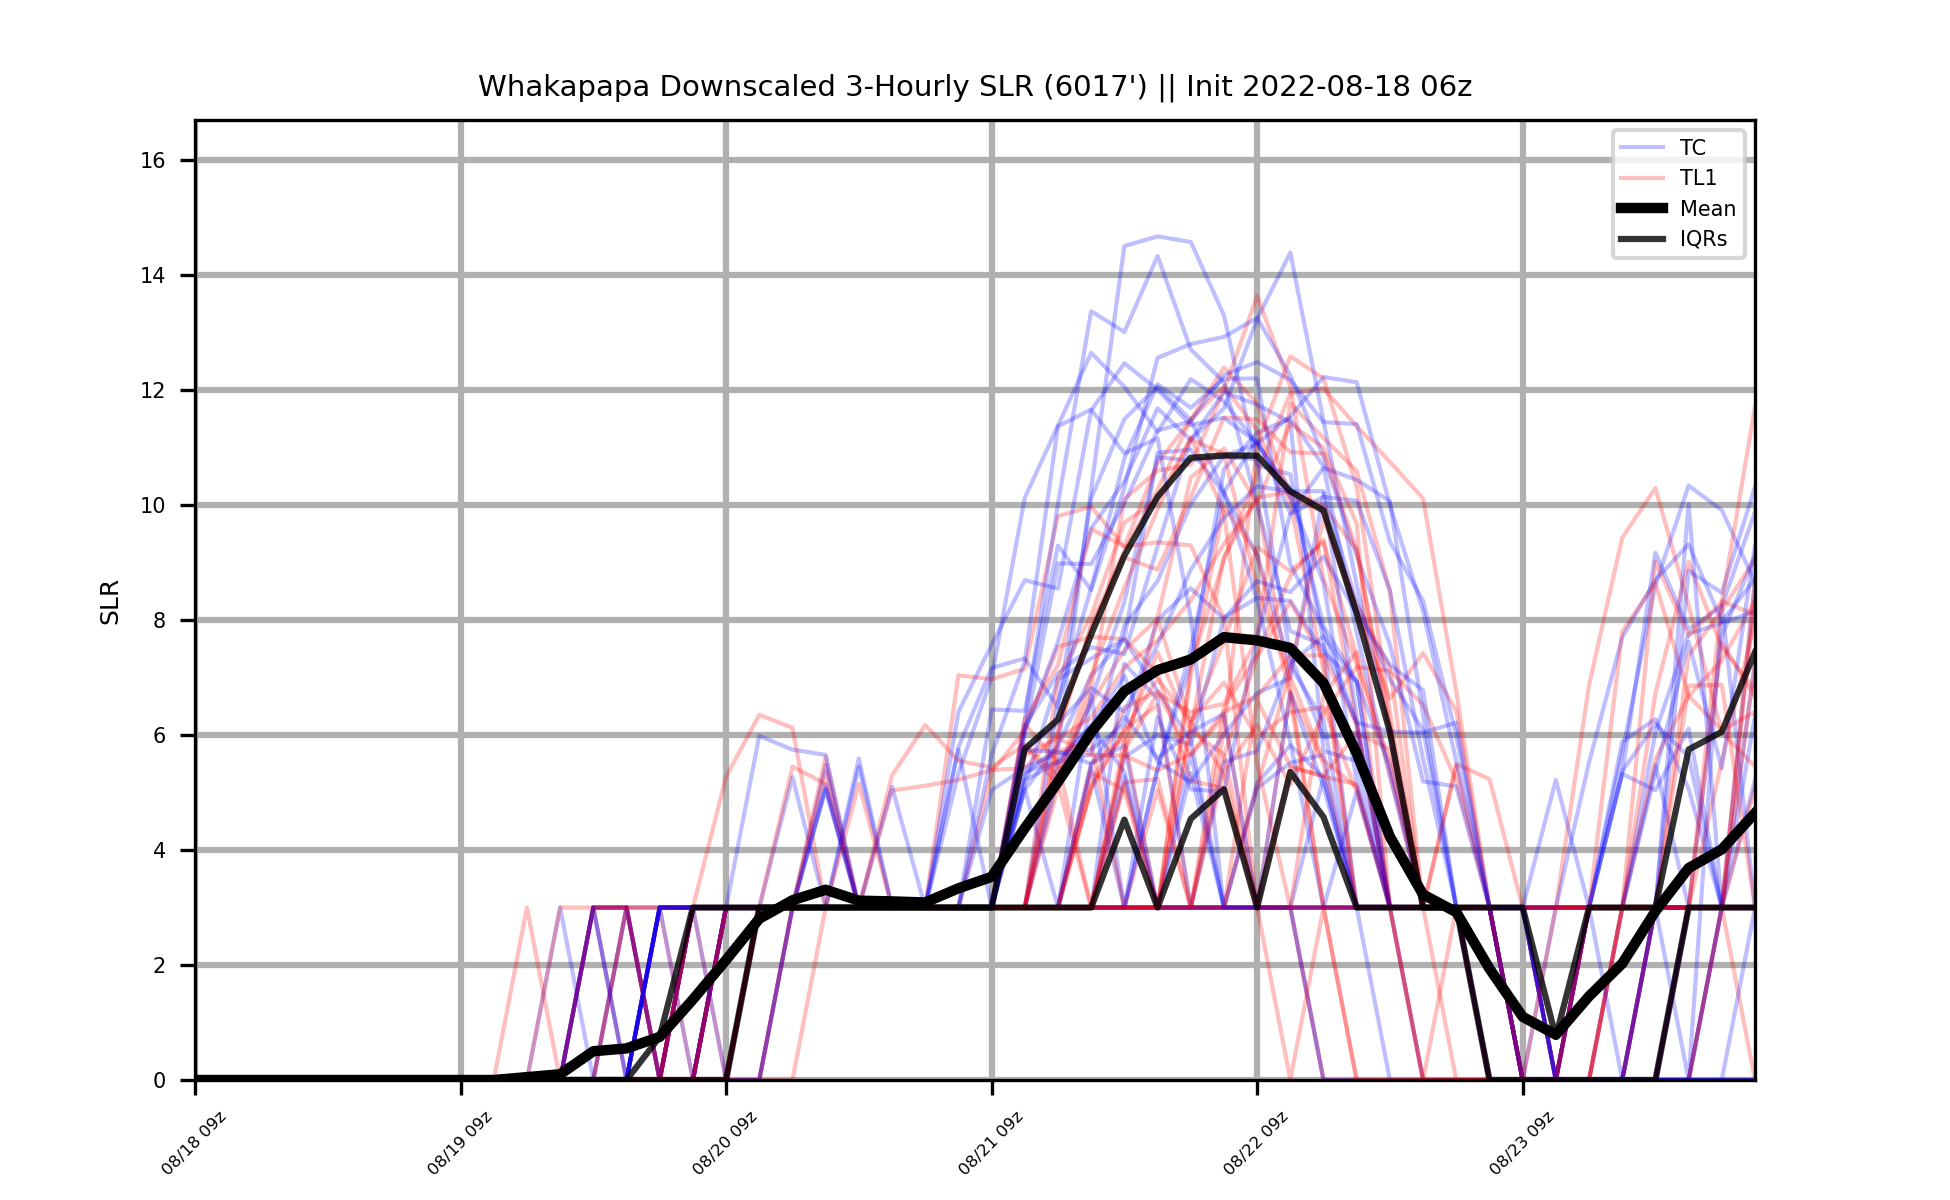 Whakapapa Downscaled 3-Hourly SLR (6017') || Init 2022-08-18 06z
TC
TL1
Mean
IQRs
SLR
16
14
12
10
8
6
4
2
0
08/18 09z
08/19 09z
08/20 09z
08/21 09z
08/22 09z
08/23 09z